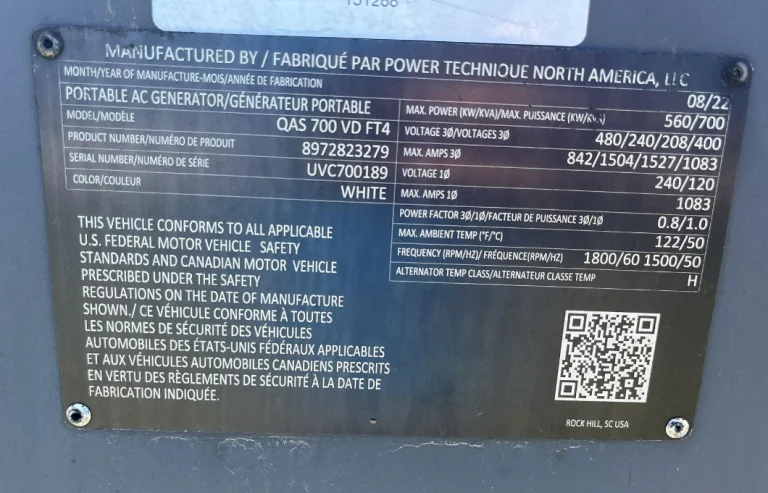 151288
MANUFACTURED BY / FABRIQUÉ PAR POWER TECHNIQUE NORTH AMERICA, LLC
MONTH/YEAR OF MANUFACTURE-MOIS/ANNÉE DE FABRICATION 08/22
PORTABLE AC GENERATOR/GÉNÉRATEUR PORTABLE
MODEL/MODÈLE QAS 700 VD FT4
PRODUCT NUMBER/NUMÉRO DE PRODUIT 8972823279
SERIAL NUMBER/NUMÉRO DE SÉRIE UVC700189
COLOR/COULEUR WHITE
MAX. POWER (KW/KVA)/MAX. PUISSANCE (KW/KVA) 560/700
VOLTAGE 3Ø/VOLTAGES 3Ø 480/240/208/400
MAX. AMPS 3Ø 842/1504/1527/1083
VOLTAGE 1Ø 240/120
MAX. AMPS 1Ø 1083
POWER FACTOR 3Ø/1Ø/FACTEUR DE PUISSANCE 3Ø/1Ø 0.8/1.0
MAX. AMBIENT TEMP (°F/°C) 122/50
FREQUENCY (RPM/HZ)/ FRÉQUENCE(RPM/HZ) 1800/60 1500/50
ALTERNATOR TEMP CLASS/ALTERNATEUR CLASSE TEMP H
THIS VEHICLE CONFORMS TO ALL APPLICABLE
U.S. FEDERAL MOTOR VEHICLE SAFETY
STANDARDS AND CANADIAN MOTOR VEHICLE
PRESCRIBED UNDER THE SAFETY
REGULATIONS ON THE DATE OF MANUFACTURE
SHOWN./ CE VÉHICULE CONFORME À TOUTES
LES NORMES DE SÉCURITÉ DES VÉHICULES
AUTOMOBILES DES ÉTATS-UNIS FÉDÉRAUX APPLICABLES
ET AUX VÉHICULES AUTOMOBILES CANADIENS PRESCRITS
EN VERTU DES RÈGLEMENTS DE SÉCURITÉ À LA DATE DE
FABRICATION INDIQUÉE.
ROCK HILL, SC USA